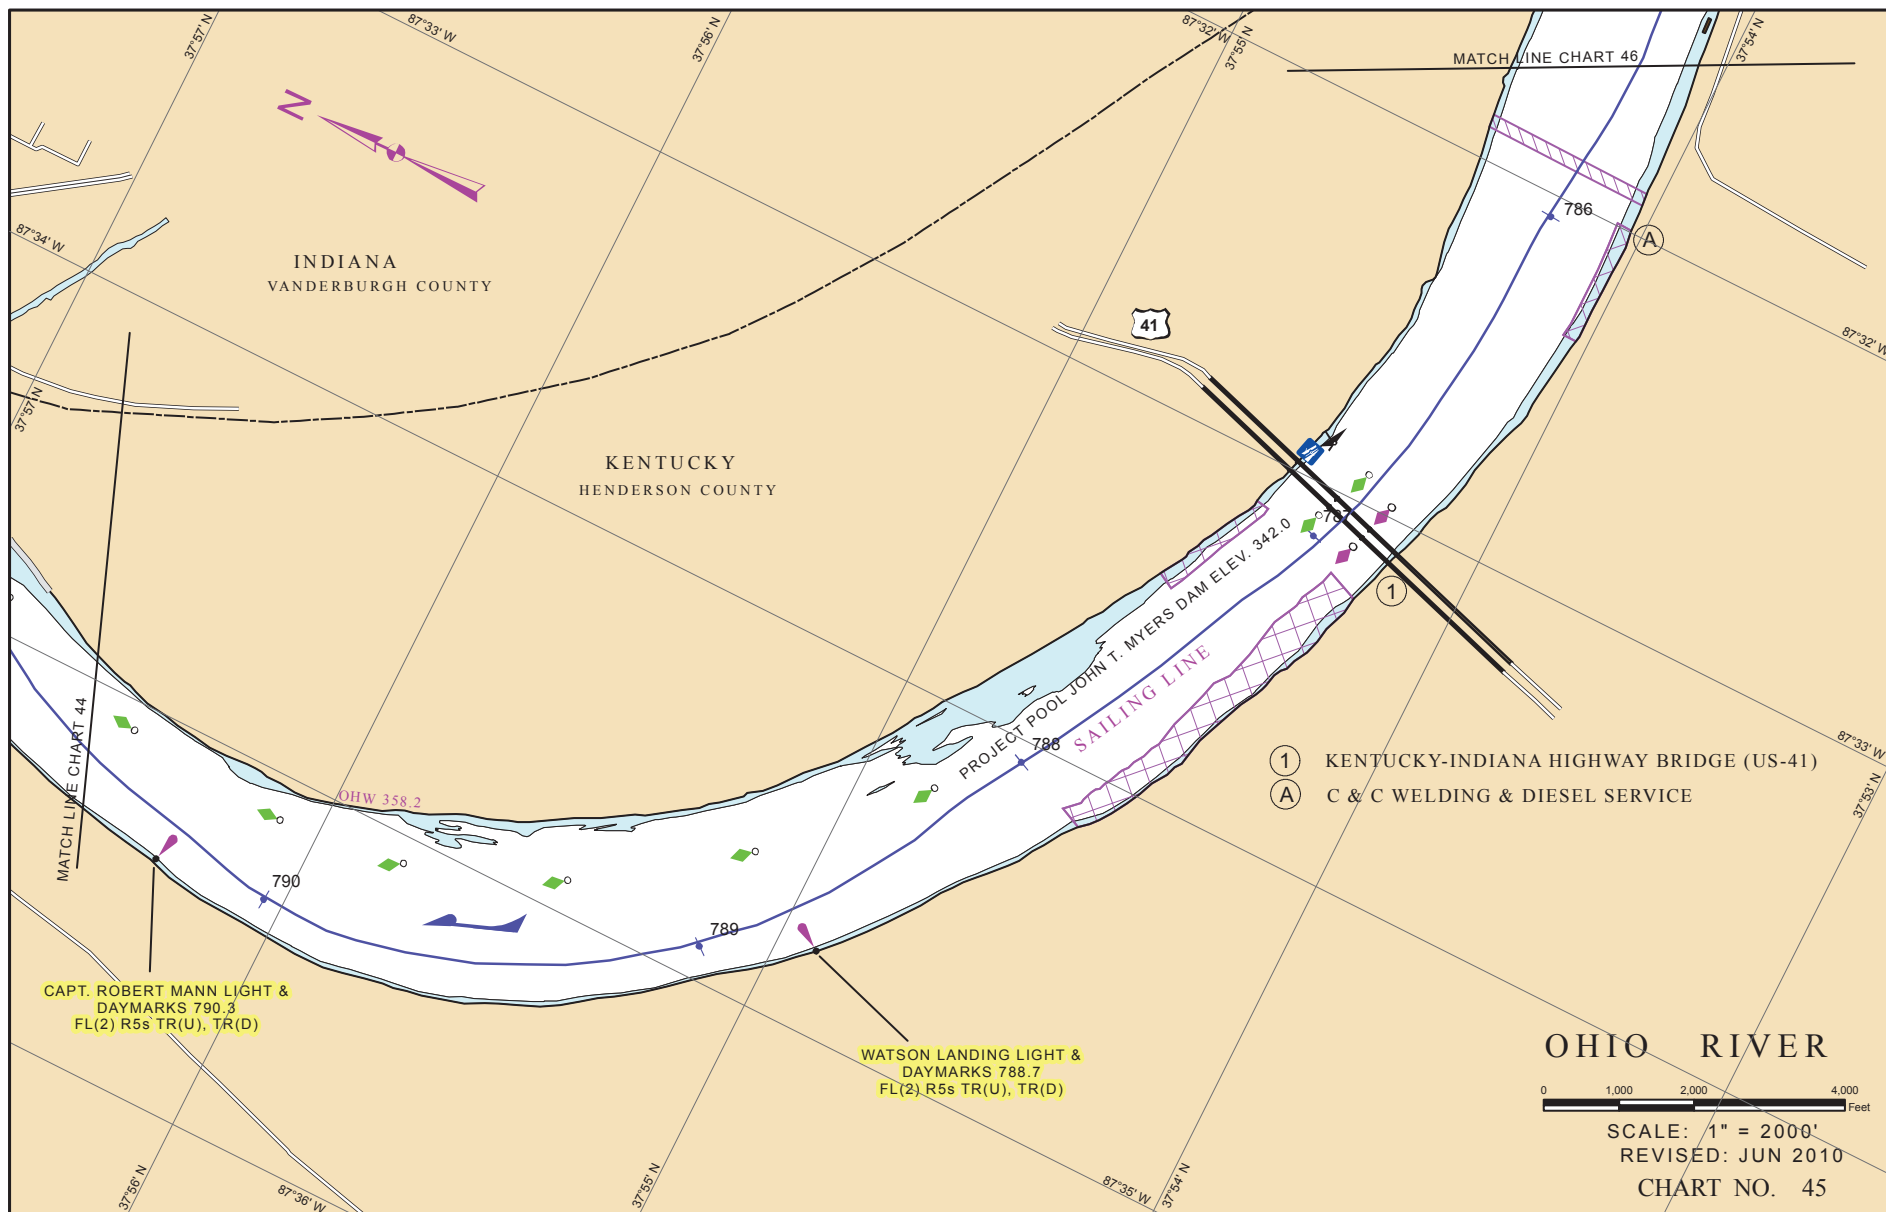 37°57' N
87°33' W
37°56' N
87°32' W
37°55' N
MATCH LINE CHART 46
37°54' N
N
87°34' W
786
A
INDIANA
VANDERBURGH COUNTY
41
87°32' W
37°57' N
KENTUCKY
HENDERSON COUNTY
787
1
PROJECT POOL JOHN T. MYERS DAM ELEV. 342.0
SAILING LINE
788
MATCH LINE CHART 44
OHW 358.2
1 KENTUCKY-INDIANA HIGHWAY BRIDGE (US-41)
A C & C WELDING & DIESEL SERVICE
87°33' W
37°53' N
790
789
CAPT. ROBERT MANN LIGHT &
DAYMARKS 790.3
FL(2) R5s TR(U), TR(D)
WATSON LANDING LIGHT &
DAYMARKS 788.7
FL(2) R5s TR(U), TR(D)
OHIO RIVER
0 1,000 2,000 4,000
Feet
SCALE: 1" = 2000'
REVISED: JUN 2010
CHART NO. 45
37°56' N
87°36' W
37°55' N
87°35' W
37°54' N